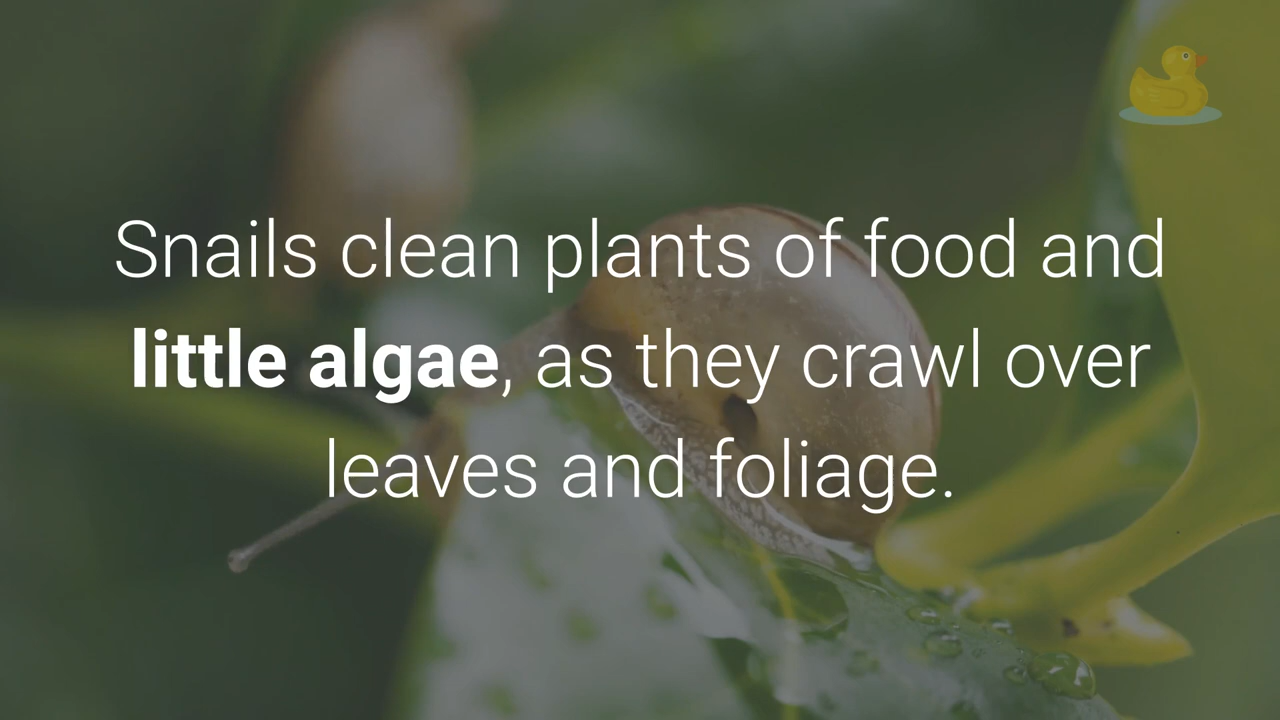 Snails clean plants of food and
little algae, as they crawl over
leaves and foliage.